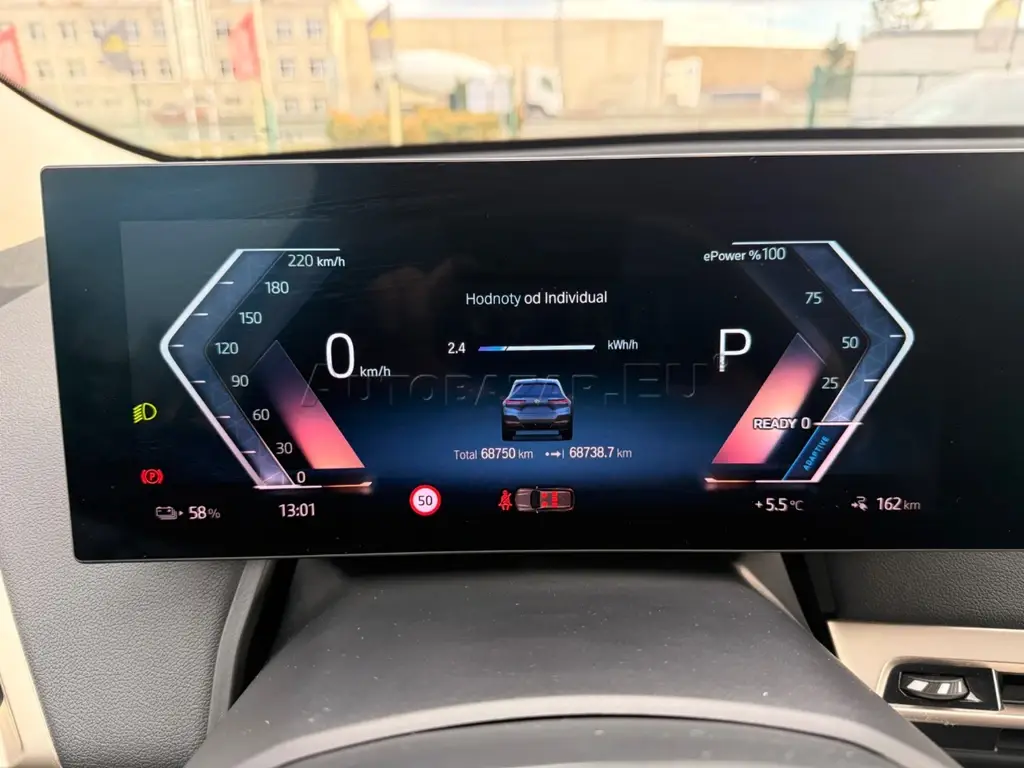 220 km/h
180
150
120
90
60
30
0
0 km/h
Hodnoty od Individual
2.4 kWh/h
AUTOBAZAR.EU
Total 68750 km 68738.7 km
ePower %100
75
50
25
READY 0
ADAPTIVE
P
P
58%
13:01
50
+5.5°C
162 km